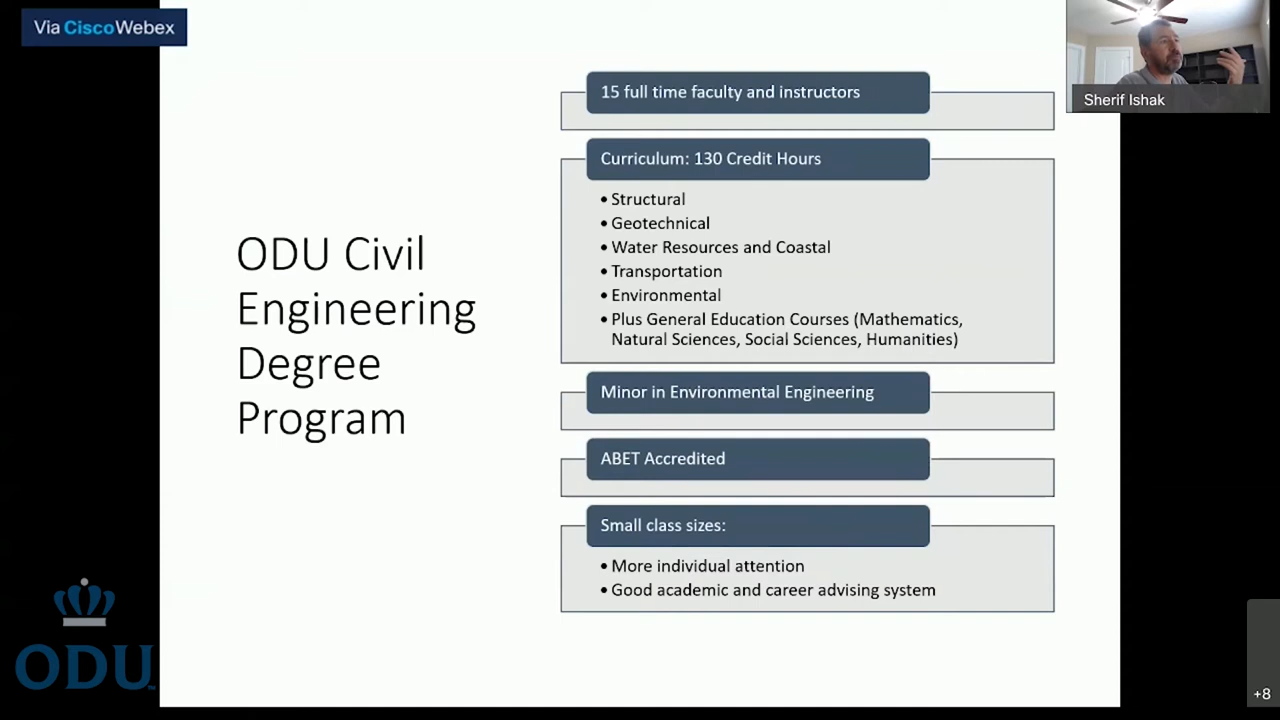 Via CiscoWebex
Sherif Ishak
ODU Civil
Engineering
Degree
Program
15 full time faculty and instructors
Curriculum: 130 Credit Hours
• Structural
• Geotechnical
• Water Resources and Coastal
• Transportation
• Environmental
• Plus General Education Courses (Mathematics,
Natural Sciences, Social Sciences, Humanities)
Minor in Environmental Engineering
ABET Accredited
Small class sizes:
• More individual attention
• Good academic and career advising system
ODU
+8